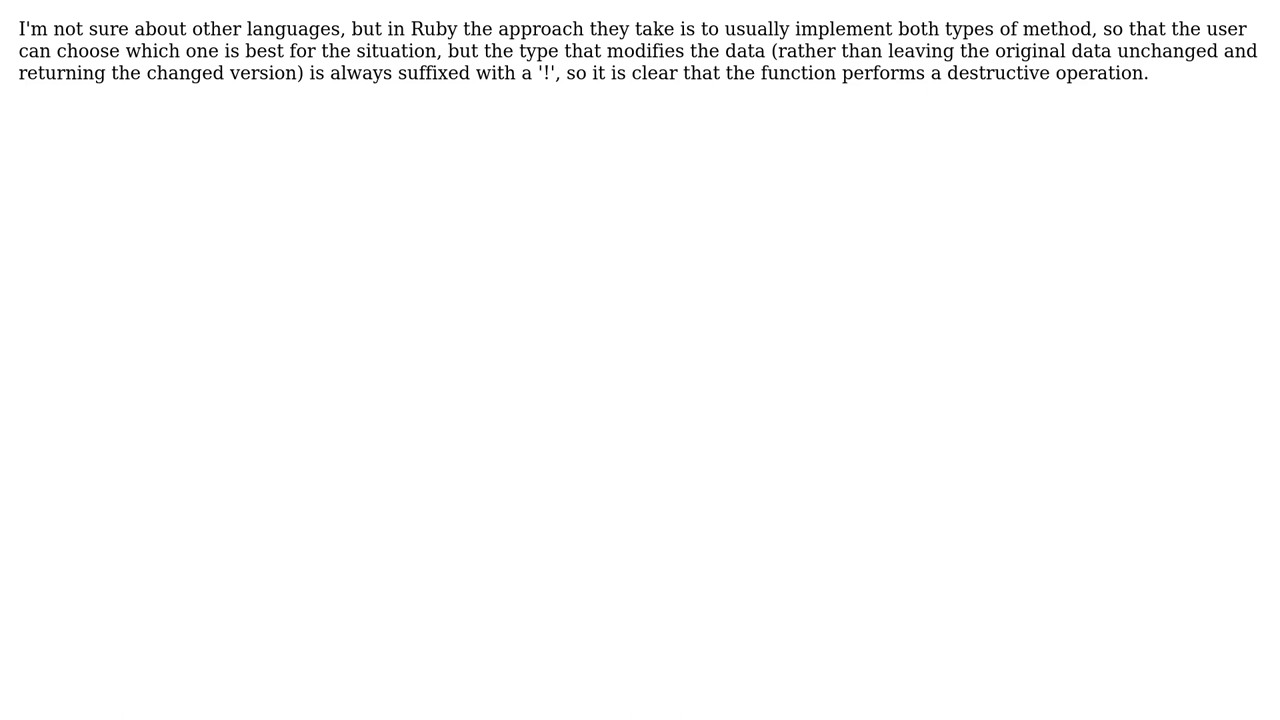 I'm not sure about other languages, but in Ruby the approach they take is to usually implement both types of method, so that the user
can choose which one is best for the situation, but the type that modifies the data (rather than leaving the original data unchanged and
returning the changed version) is always suffixed with a '!', so it is clear that the function performs a destructive operation.